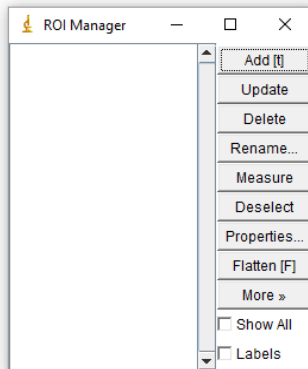 ROI Manager
Add [t]
Update
Delete
Rename...
Measure
Deselect
Properties...
Flatten [F]
More »
Show All
Labels